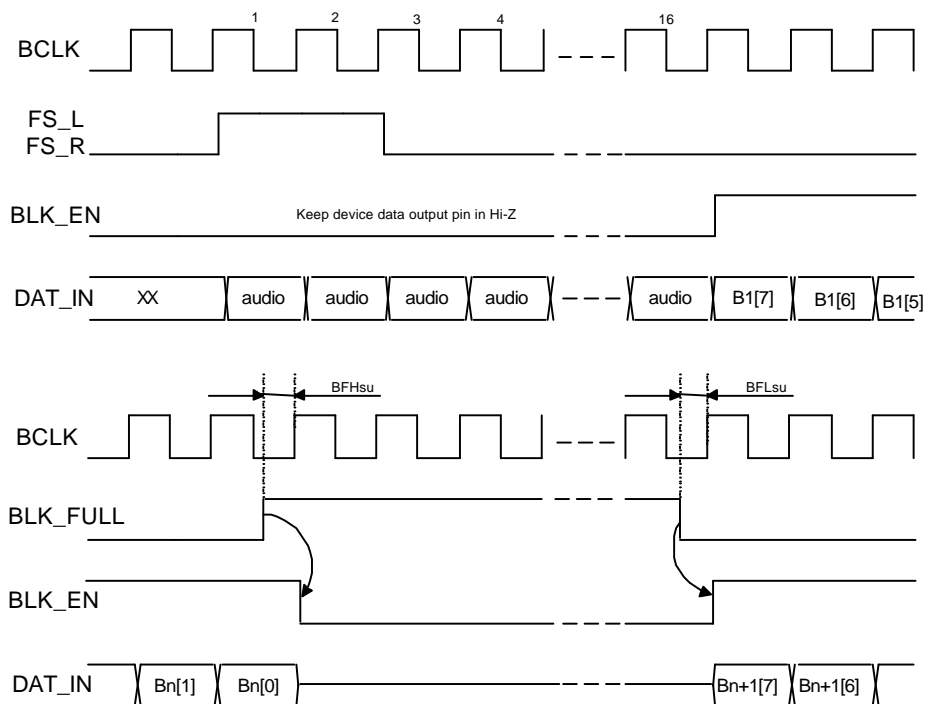 1 2 3 4 16
BCLK
FS_L
FS_R
BLK_EN Keep device data output pin in Hi-Z
DAT_IN XX audio audio audio audio audio B1[7] B1[6] B1[5]
BFHsu BFLsu
BCLK
BLK_FULL
BLK_EN
DAT_IN Bn[1] Bn[0] Bn+1[7] Bn+1[6]